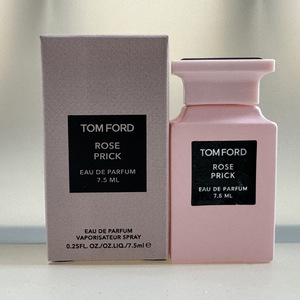 TOM FORD
ROSE
PRICK
EAU DE PARFUM
7.5 ML
EAU DE PARFUM
VAPORISATEUR SPRAY
0.25FL. OZ./OZ.LIQ./7.5ml e
TOM FORD
ROSE
PRICK
EAU DE PARFUM
7.5 ML